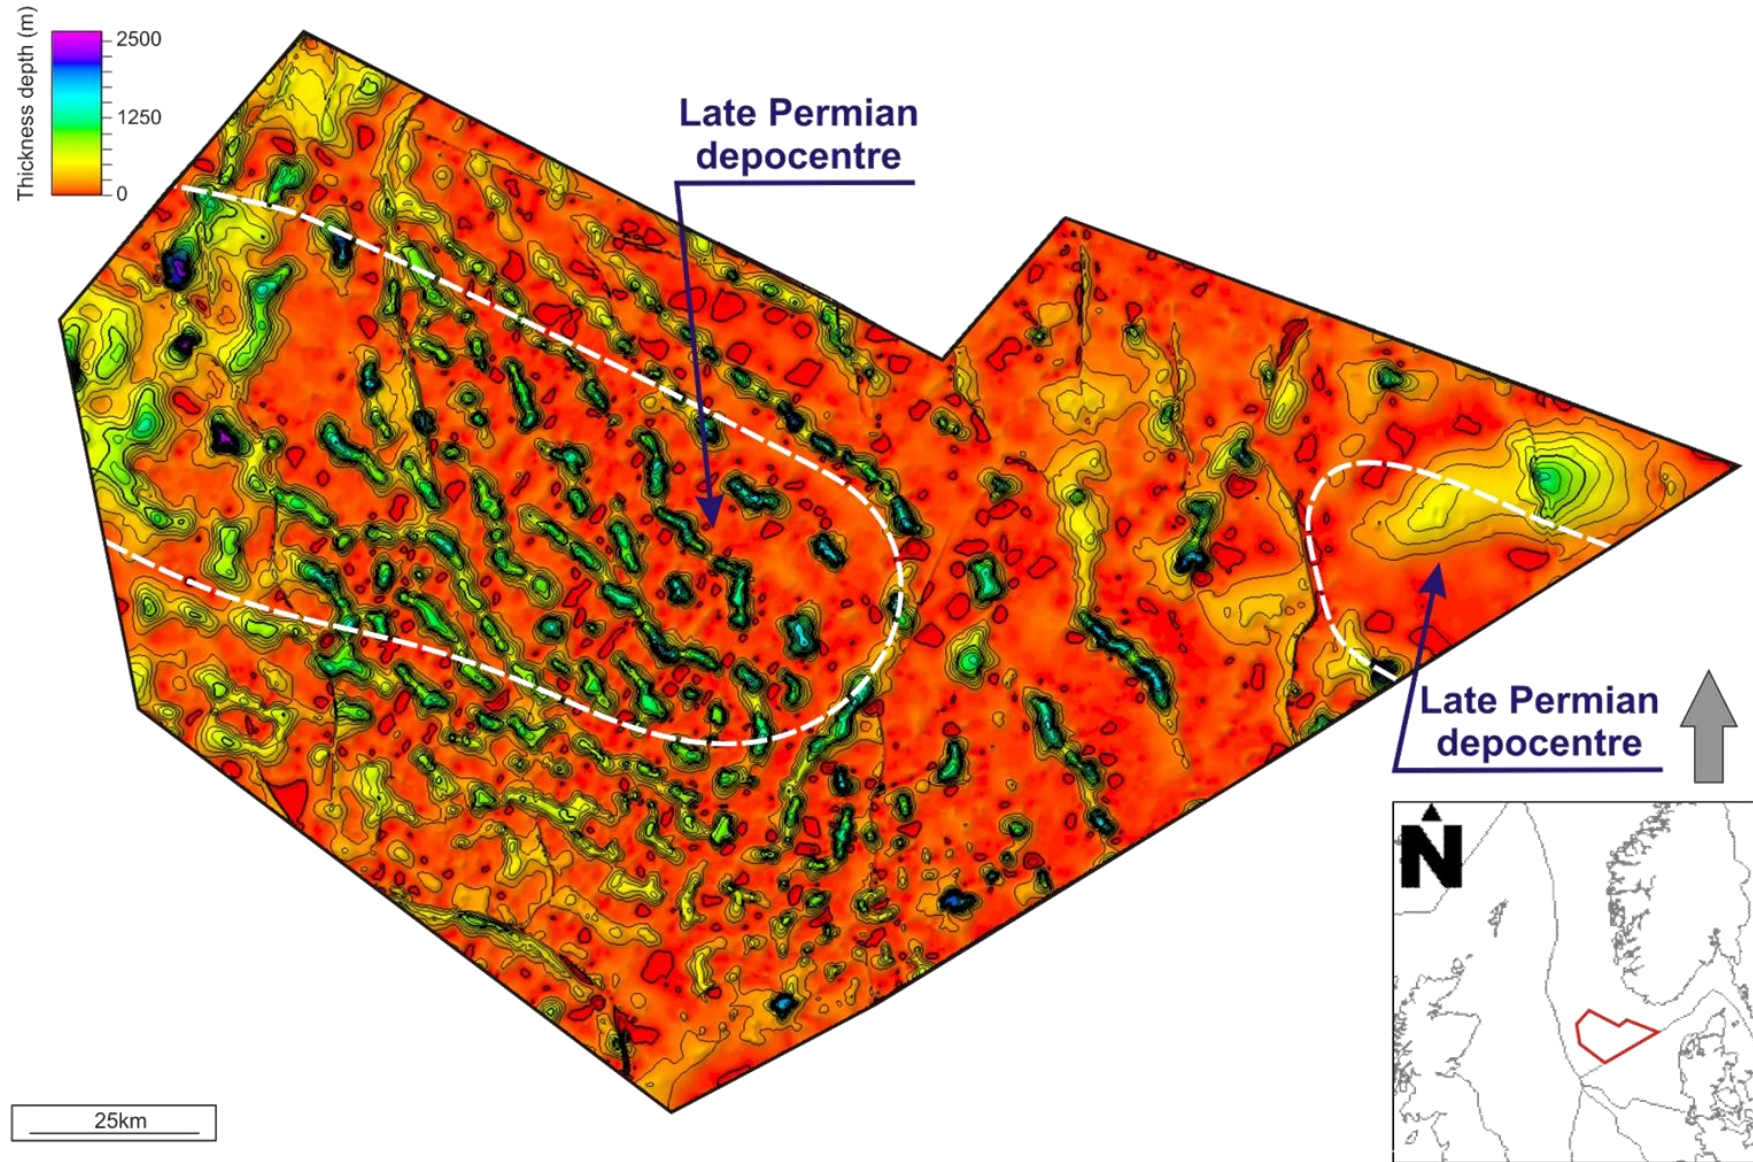 Thickness depth (m)
2500
1250
0
Late Permian
depocentre
Late Permian
depocentre
N
25km